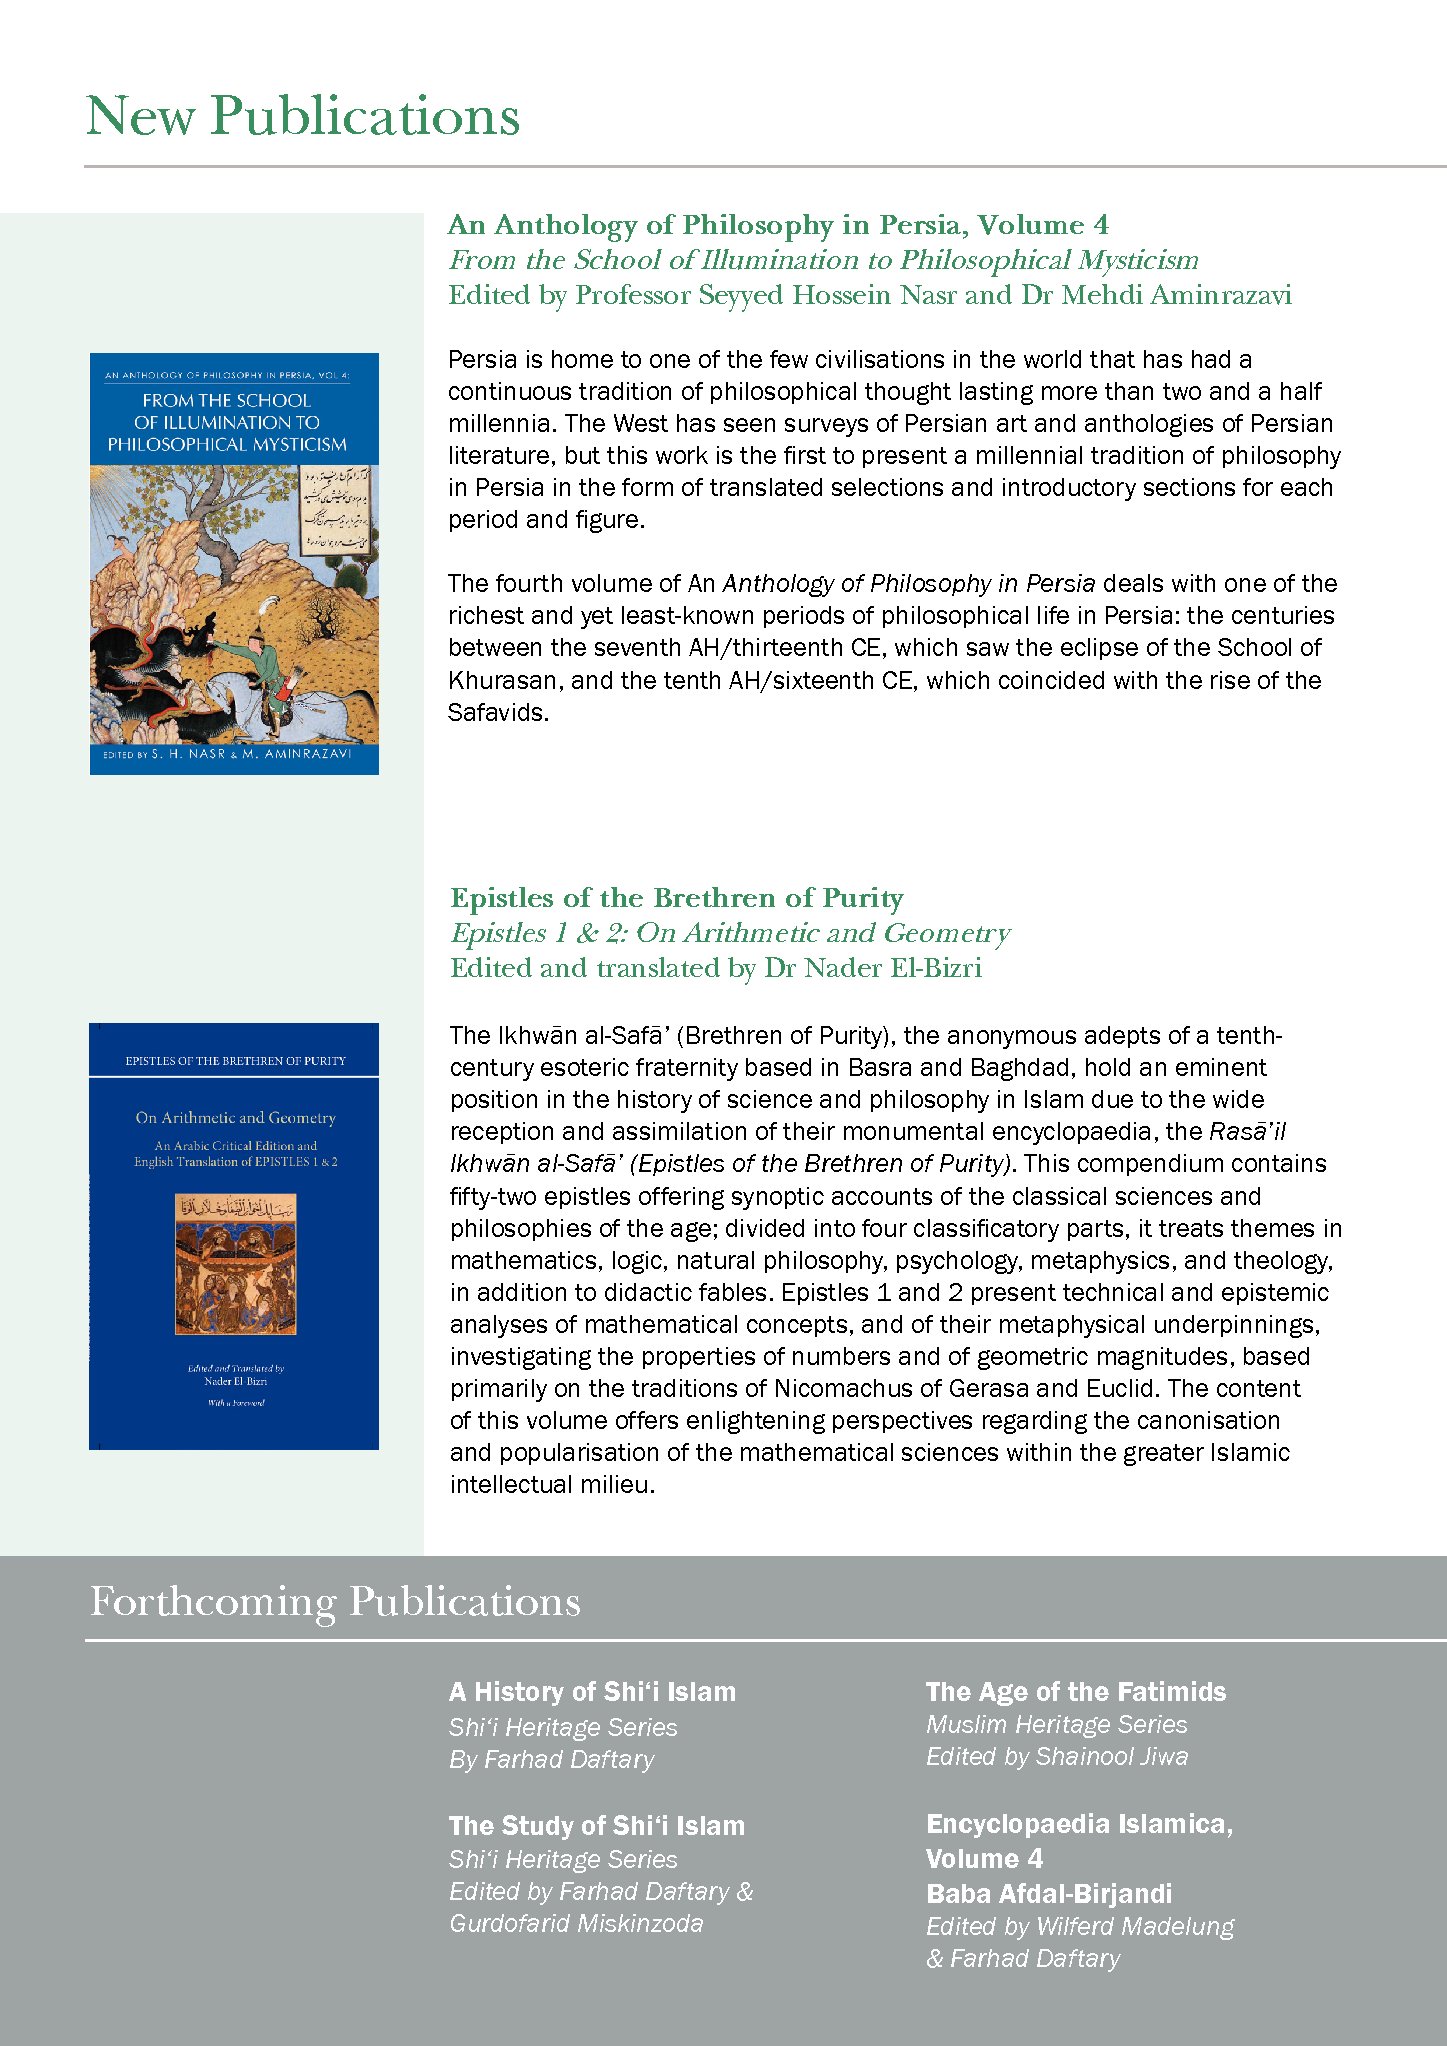 New Publications
An Anthology of Philosophy in Persia, Volume 4
From the School of Illumination to Philosophical Mysticism
Edited by Professor Seyyed Hossein Nasr and Dr Mehdi Aminrazavi
Persia is home to one of the few civilisations in the world that has had a
continuous tradition of philosophical thought lasting more than two and a half
millennia. The West has seen surveys of Persian art and anthologies of Persian
literature, but this work is the first to present a millennial tradition of philosophy
in Persia in the form of translated selections and introductory sections for each
period and figure.
The fourth volume of An Anthology of Philosophy in Persia deals with one of the
richest and yet least-known periods of philosophical life in Persia: the centuries
between the seventh AH/thirteenth CE, which saw the eclipse of the School of
Khurasan, and the tenth AH/sixteenth CE, which coincided with the rise of the
Safavids.
AN ANTHOLOGY OF PHILOSOPHY IN PERSIA, VOL 4:
FROM THE SCHOOL
OF ILLUMINATION TO
PHILOSOPHICAL MYSTICISM
EDITED BY S. H. NASR & M. AMINRAZAVI
Epistles of the Brethren of Purity
Epistles 1 & 2: On Arithmetic and Geometry
Edited and translated by Dr Nader El-Bizri
The Ikhwān al-Safā’ (Brethren of Purity), the anonymous adepts of a tenth-
century esoteric fraternity based in Basra and Baghdad, hold an eminent
position in the history of science and philosophy in Islam due to the wide
reception and assimilation of their monumental encyclopaedia, the Rasā’il
Ikhwān al-Safā’ (Epistles of the Brethren of Purity). This compendium contains
fifty-two epistles offering synoptic accounts of the classical sciences and
philosophies of the age; divided into four classificatory parts, it treats themes in
mathematics, logic, natural philosophy, psychology, metaphysics, and theology,
in addition to didactic fables. Epistles 1 and 2 present technical and epistemic
analyses of mathematical concepts, and of their metaphysical underpinnings,
investigating the properties of numbers and of geometric magnitudes, based
primarily on the traditions of Nicomachus of Gerasa and Euclid. The content
of this volume offers enlightening perspectives regarding the canonisation
and popularisation of the mathematical sciences within the greater Islamic
intellectual milieu.
EPISTLES OF THE BRETHREN OF PURITY
On Arithmetic and Geometry
An Arabic Critical Edition and
English Translation of EPISTLES 1 & 2
Edited and Translated by
Nader El-Bizri
With a Foreword
Forthcoming Publications
A History of Shi‘i Islam
Shi‘i Heritage Series
By Farhad Daftary
The Study of Shi‘i Islam
Shi‘i Heritage Series
Edited by Farhad Daftary &
Gurdofarid Miskinzoda
The Age of the Fatimids
Muslim Heritage Series
Edited by Shainool Jiwa
Encyclopaedia Islamica,
Volume 4
Baba Afdal-Birjandi
Edited by Wilferd Madelung
& Farhad Daftary